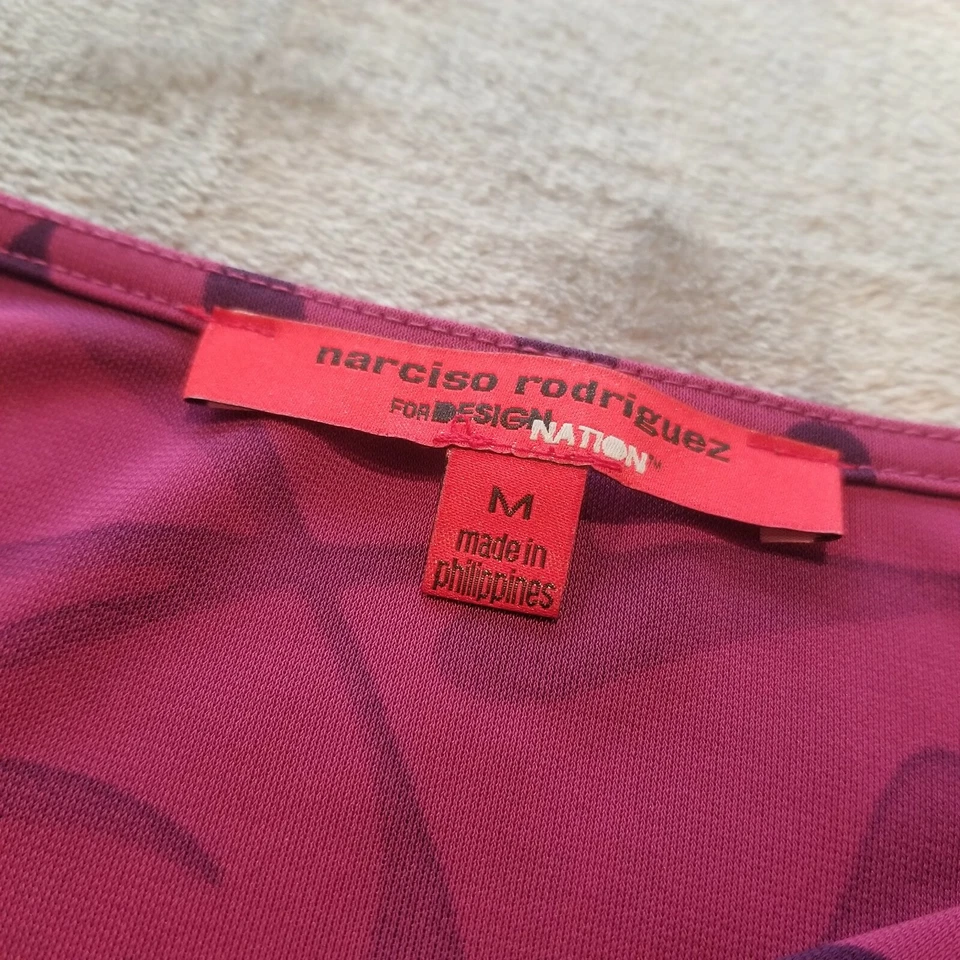 narciso rodriguez
FOR DESIGN
NATION™
M
made in
philippines